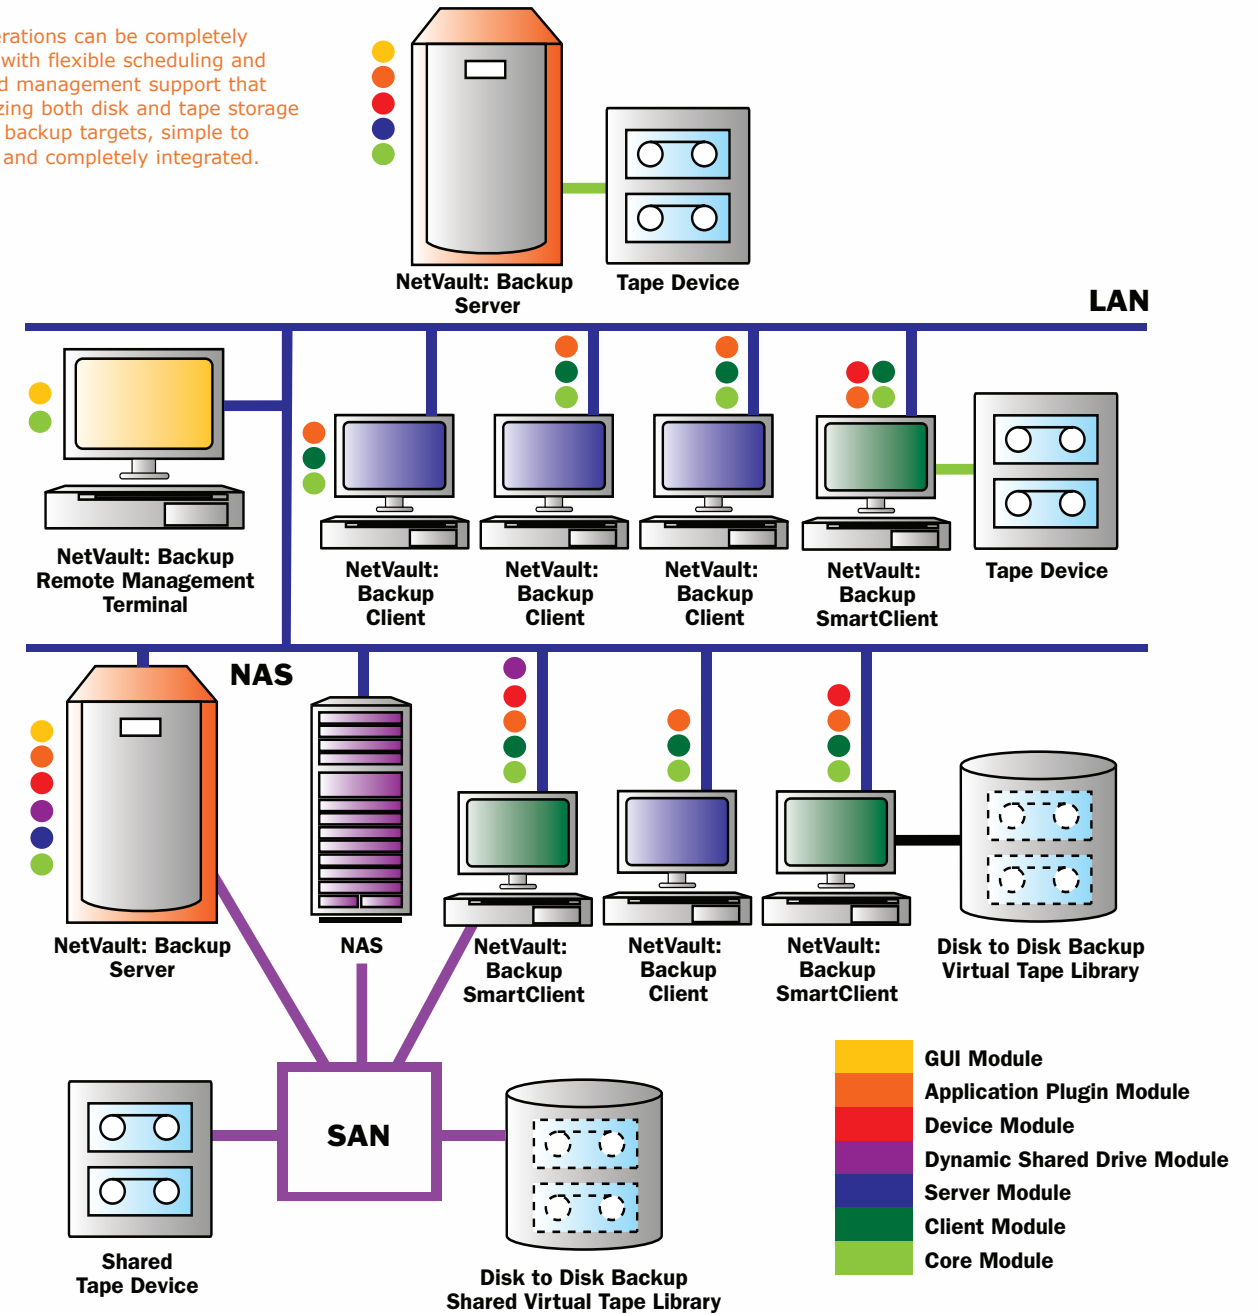 erations can be completely
with flexible scheduling and
d management support that
zing both disk and tape storage
backup targets, simple to
and completely integrated.
NetVault: Backup
Server
Tape Device
LAN
NetVault: Backup
Remote Management
Terminal
NetVault:
Backup
Client
NetVault:
Backup
Client
NetVault:
Backup
Client
NetVault:
Backup
SmartClient
Tape Device
NAS
NetVault: Backup
Server
NAS
NetVault:
Backup
SmartClient
NetVault:
Backup
Client
NetVault:
Backup
SmartClient
Disk to Disk Backup
Virtual Tape Library
SAN
Shared
Tape Device
Disk to Disk Backup
Shared Virtual Tape Library
GUI Module
Application Plugin Module
Device Module
Dynamic Shared Drive Module
Server Module
Client Module
Core Module